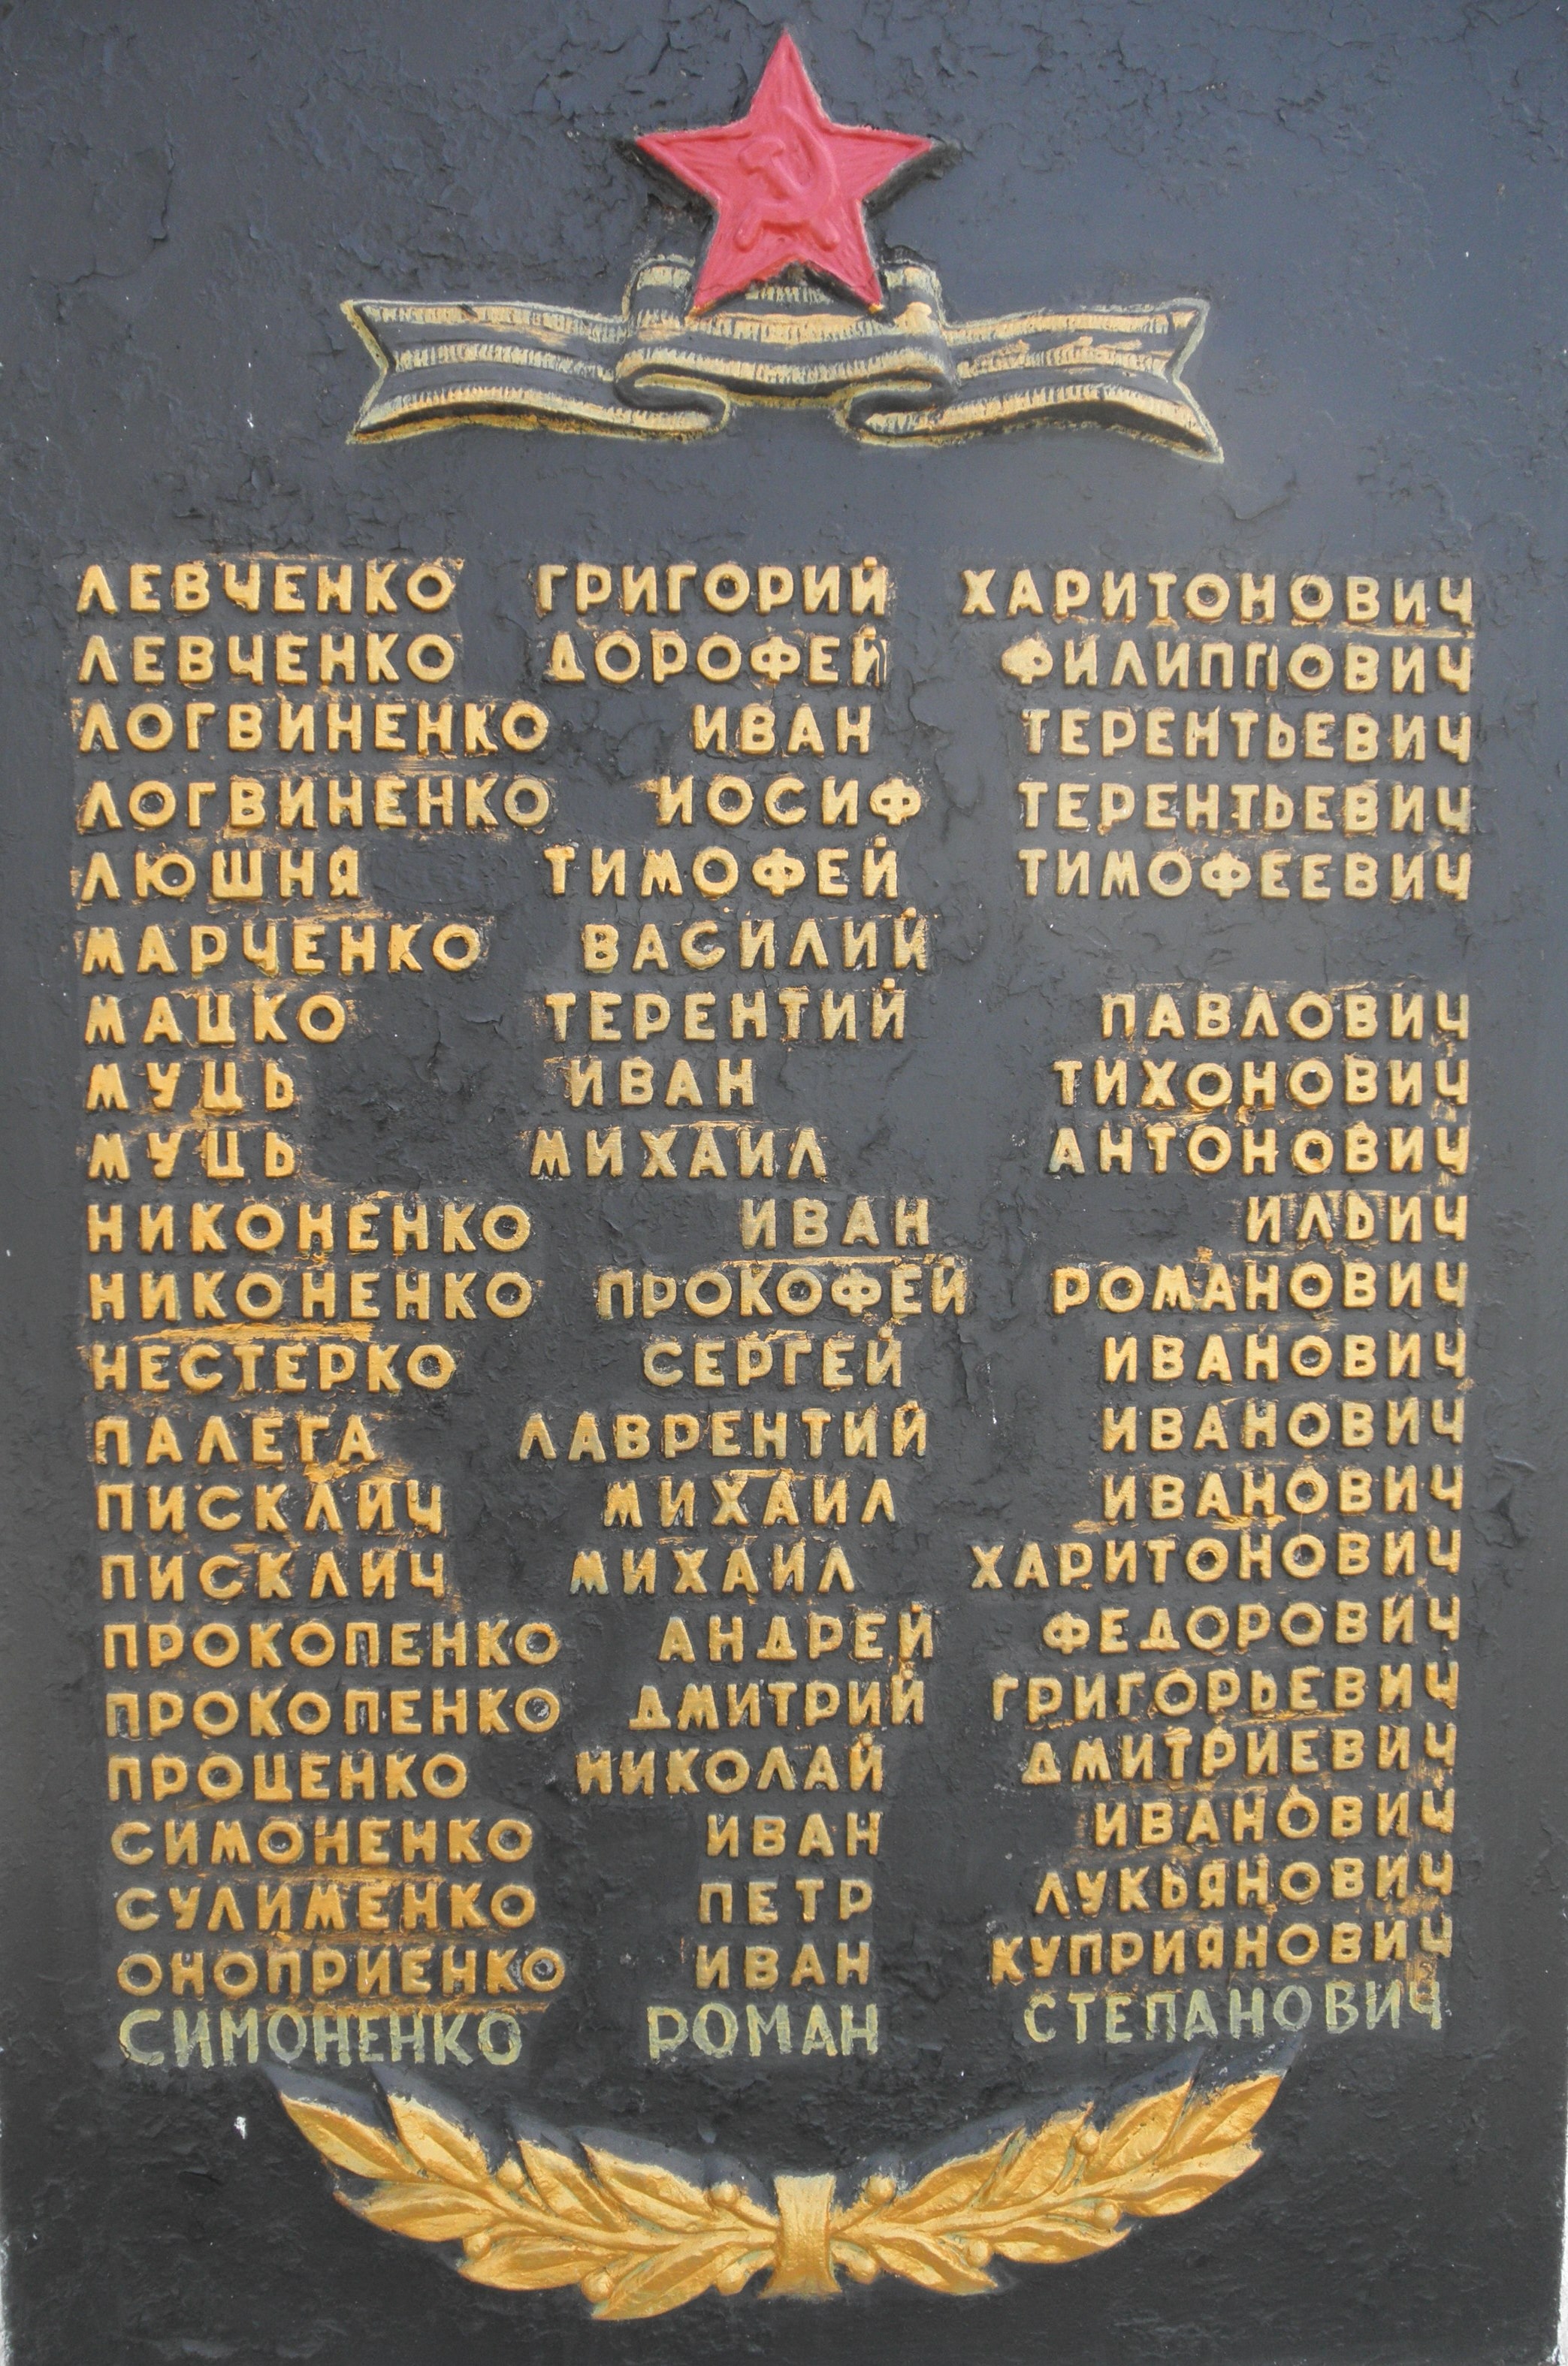 ЛЕВЧЕНКО ГРИГОРИЙ ХАРИТОНОВИЧ
ЛЕВЧЕНКО ДОРОФЕЙ ФИЛИППОВИЧ
ЛОГВИНЕНКО ИВАН ТЕРЕНТЬЕВИЧ
ЛОГВИНЕНКО ИОСИФ ТЕРЕНТЬЕВИЧ
ЛЮШНЯ ТИМОФЕЙ ТИМОФЕЕВИЧ
МАРЧЕНКО ВАСИЛИЙ
МАЦКО ТЕРЕНТИЙ ПАВЛОВИЧ
МУЦЬ ИВАН ТИХОНОВИЧ
МУЦЬ МИХАИЛ АНТОНОВИЧ
НИКОНЕНКО ИВАН ИЛЬИЧ
НИКОНЕНКО ПРОКОФЕЙ РОМАНОВИЧ
НЕСТЕРКО СЕРГЕЙ ИВАНОВИЧ
ПАЛЕГА ЛАВРЕНТИЙ ИВАНОВИЧ
ПИСКЛИЧ МИХАИЛ ИВАНОВИЧ
ПИСКЛИЧ МИХАИЛ ХАРИТОНОВИЧ
ПРОКОПЕНКО АНДРЕЙ ФЕДОРОВИЧ
ПРОКОПЕНКО ДМИТРИЙ ГРИГОРЬЕВИЧ
ПРОЦЕНКО НИКОЛАЙ ДМИТРИЕВИЧ
СИМОНЕНКО ИВАН ИВАНОВИЧ
СУЛИМЕНКО ПЕТР ЛУКЬЯНОВИЧ
ОНОПРИЕНКО ИВАН КУПРИЯНОВИЧ
СИМОНЕНКО РОМАН СТЕПАНОВИЧ